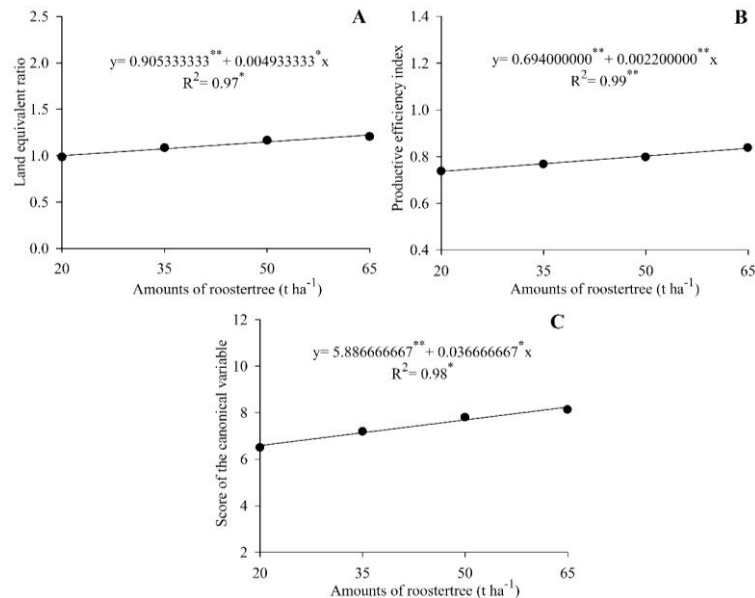 A
y= 0.905333333** + 0.004933333*x
R²= 0.97*
Land equivalent ratio
2.5
2.0
1.5
1.0
0.5
0.0
20 35 50 65
Amounts of roostertree (t ha⁻¹)
B
y= 0.694000000** + 0.002200000**x
R²= 0.99**
Productive efficiency index
1.4
1.2
1.0
0.8
0.6
0.4
20 35 50 65
Amounts of roostertree (t ha⁻¹)
C
y= 5.886666667** + 0.036666667*x
R²= 0.98*
Score of the canonical variable
12
10
8
6
4
2
20 35 50 65
Amounts of roostertree (t ha⁻¹)